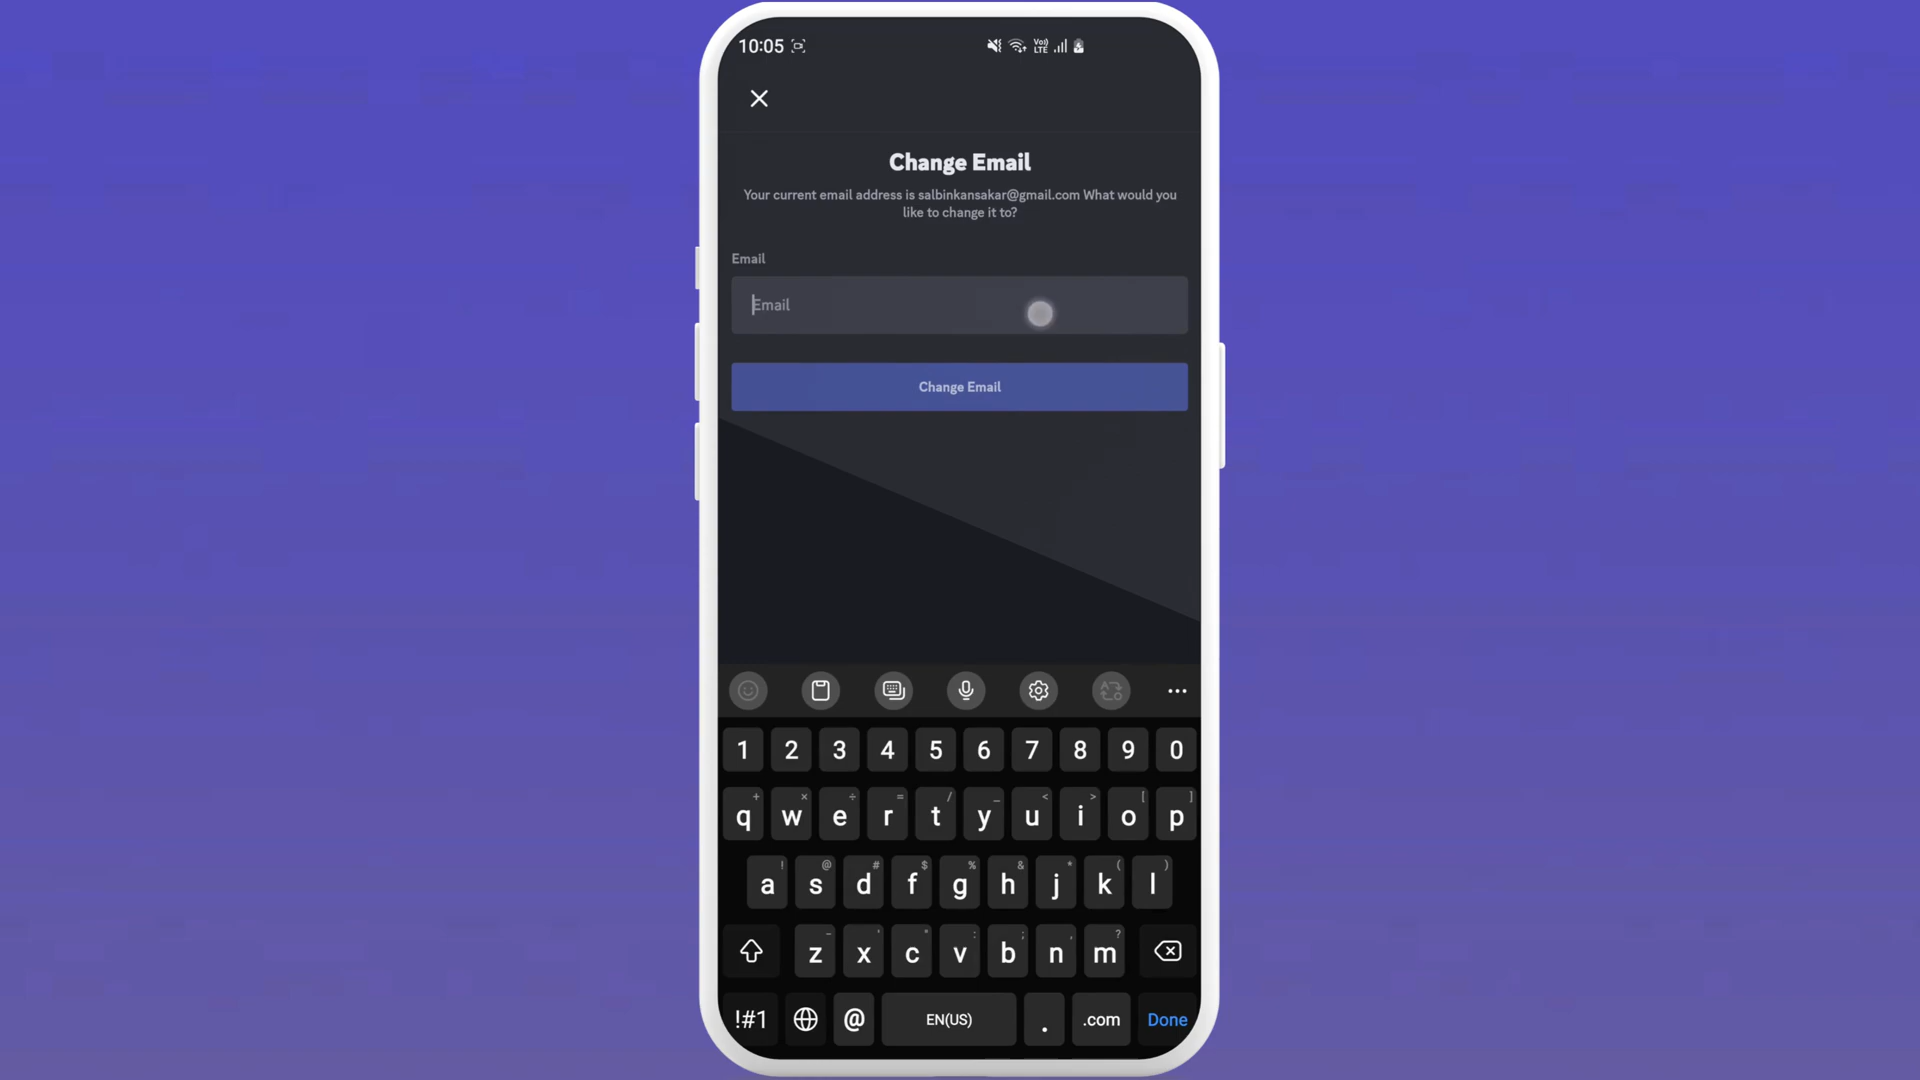 10:05
Vo) LTE
Change Email
Your current email address is salbinkansakar@gmail.com What would you
like to change it to?
Email
Email
Change Email
1 2 3 4 5 6 7 8 9 0
+ × ÷ = / _ < > [ ]
q w e r t y u i o p
! @ # $ % & * ( )
a s d f g h j k l
- ' " : ; , ?
z x c v b n m
!#1 @ EN(US) . .com Done